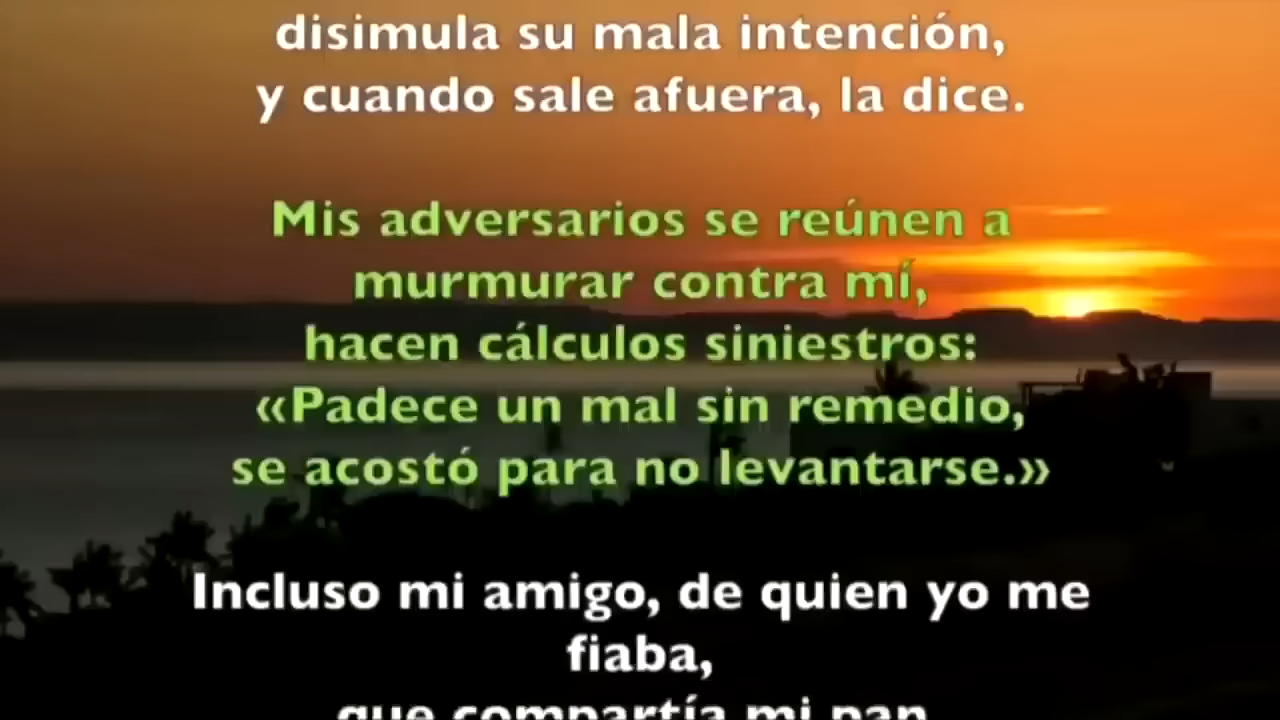 disimula su mala intención,
y cuando sale afuera, la dice.
Mis adversarios se reúnen a
murmurar contra mí,
hacen cálculos siniestros:
«Padece un mal sin remedio,
se acostó para no levantarse.»
Incluso mi amigo, de quien yo me
fiaba,
que compartía mi pan